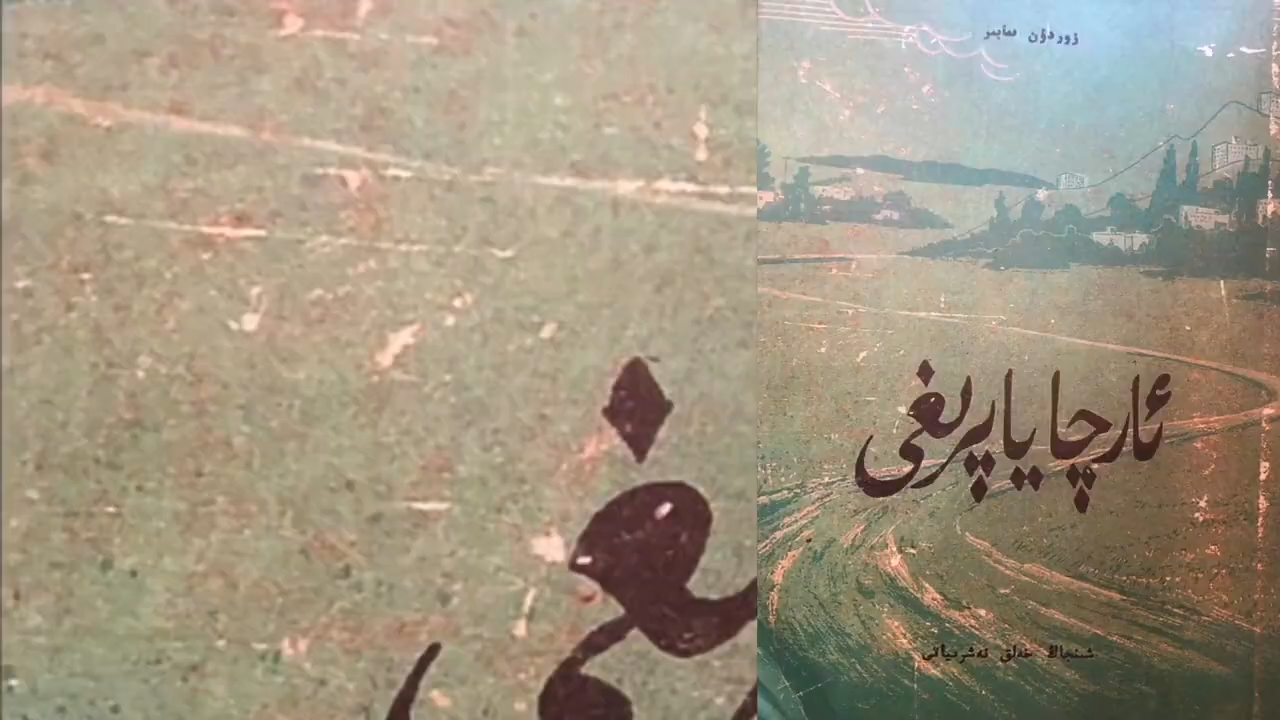 زوردۇن سابىر
ئارچا ياپرىغى
شىنجاڭ خەلق نەشرىياتى